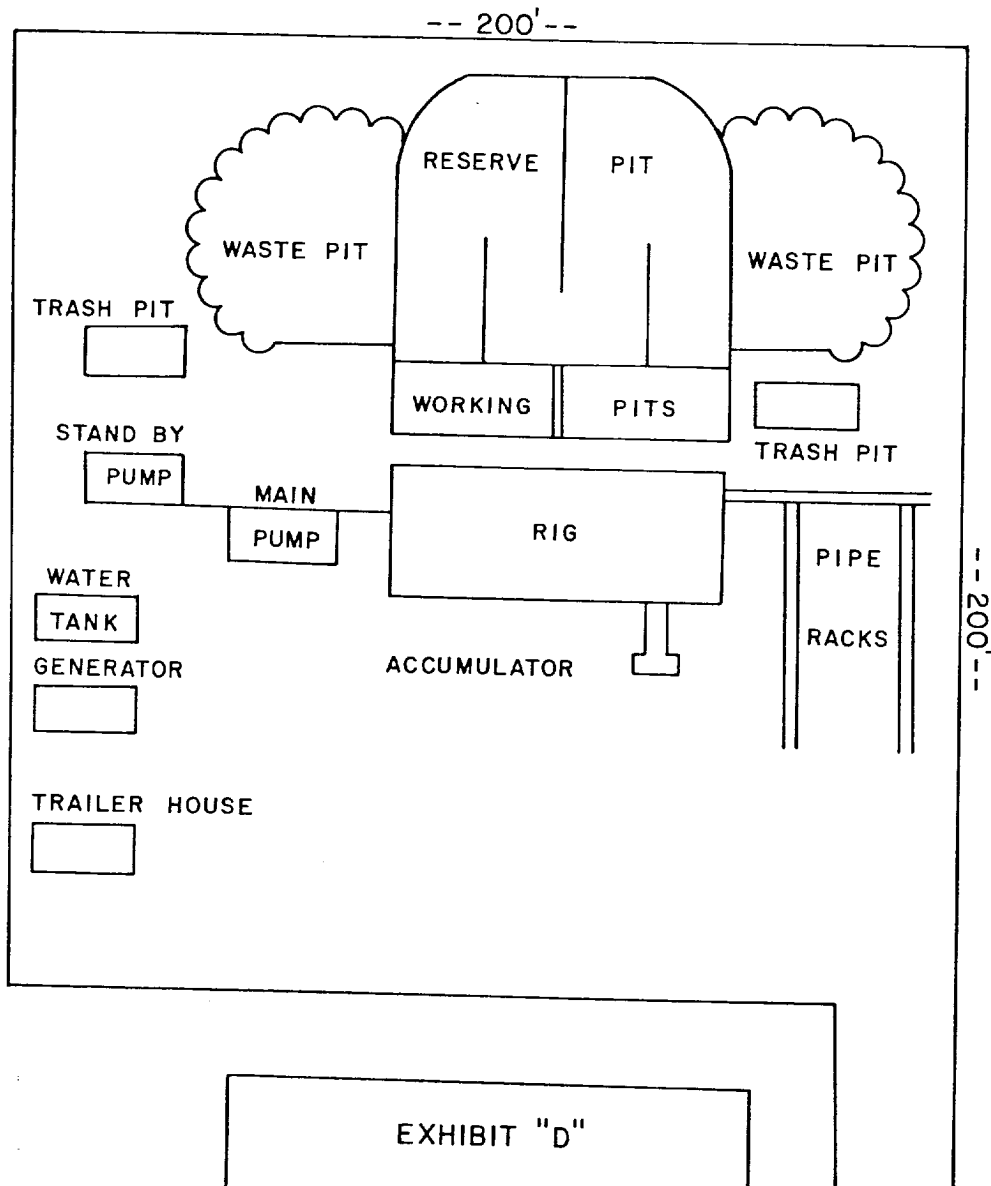 -- 200'--
RESERVE PIT
WASTE PIT
WASTE PIT
TRASH PIT
WORKING PITS
TRASH PIT
STAND BY
PUMP
MAIN
PUMP
RIG
PIPE
RACKS
--200'--
WATER
TANK
GENERATOR
ACCUMULATOR
TRAILER HOUSE
EXHIBIT "D"